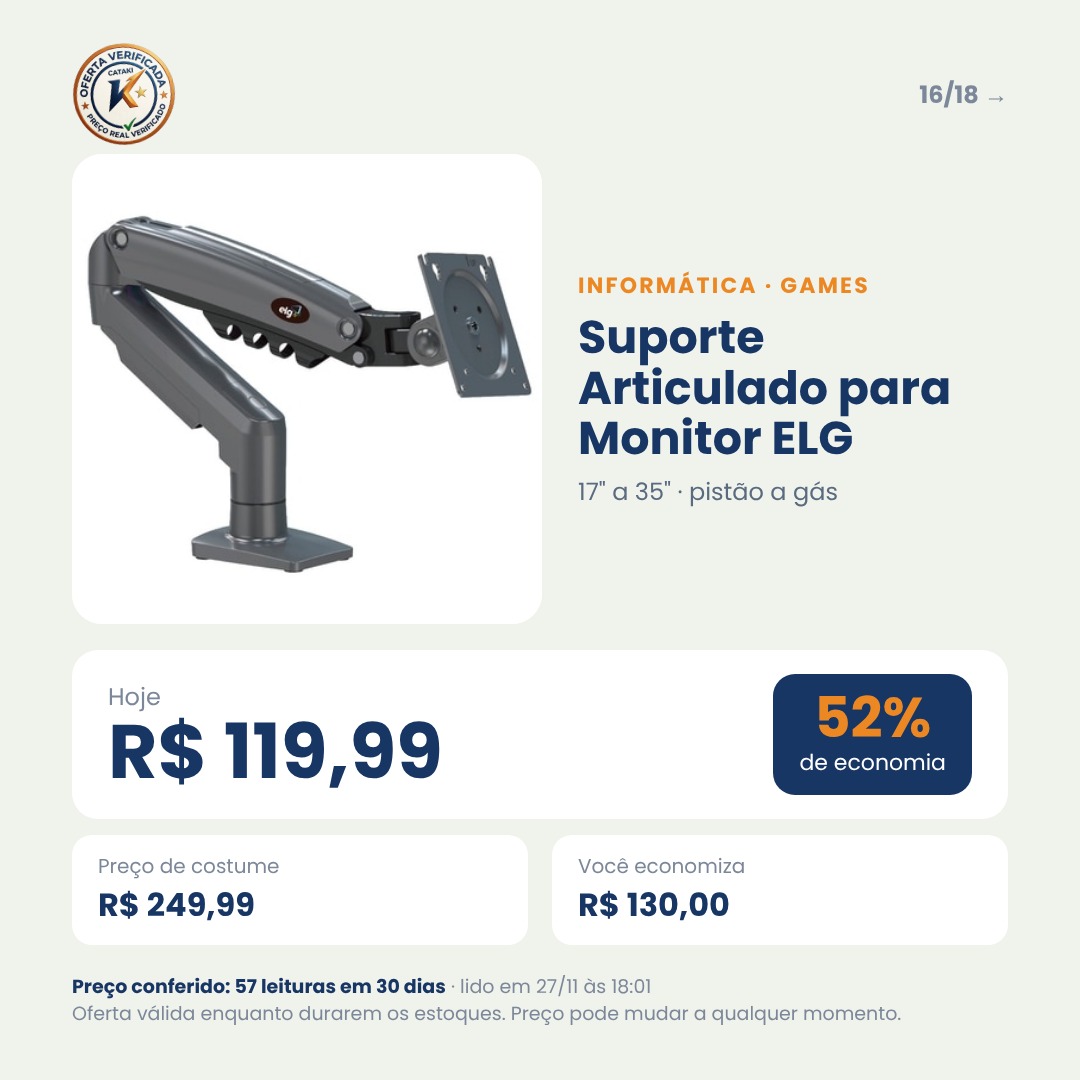 OFERTA VERIFICADA
CATAKI
K
PREÇO REAL VERIFICADO
16/18 →
elg
INFORMÁTICA · GAMES
Suporte
Articulado para
Monitor ELG
17" a 35" · pistão a gás
Hoje
R$ 119,99
52%
de economia
Preço de costume
R$ 249,99
Você economiza
R$ 130,00
Preço conferido: 57 leituras em 30 dias · lido em 27/11 às 18:01
Oferta válida enquanto durarem os estoques. Preço pode mudar a qualquer momento.